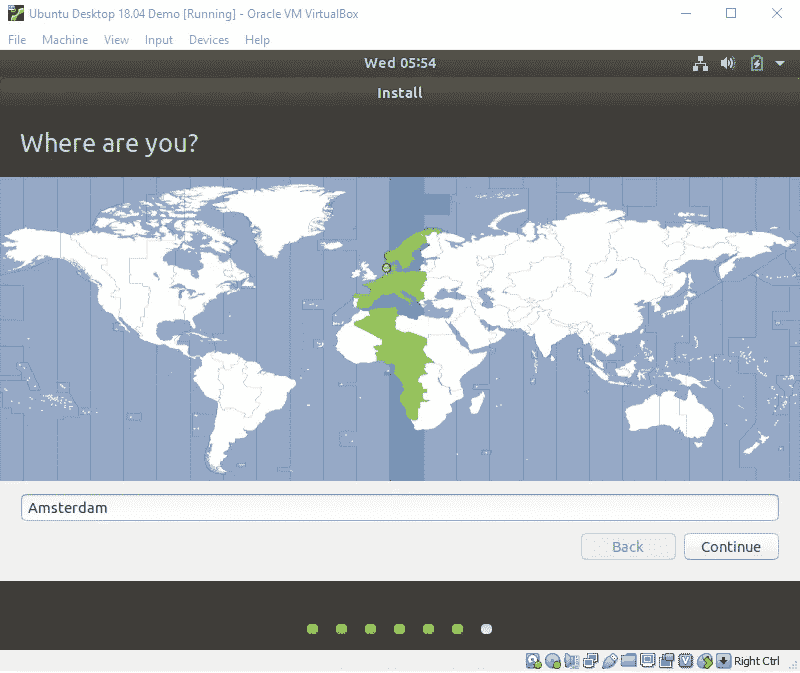 Ubuntu Desktop 18.04 Demo [Running] - Oracle VM VirtualBox
File Machine View Input Devices Help
Wed 05:54
Install
Where are you?
Amsterdam
Back Continue
Right Ctrl